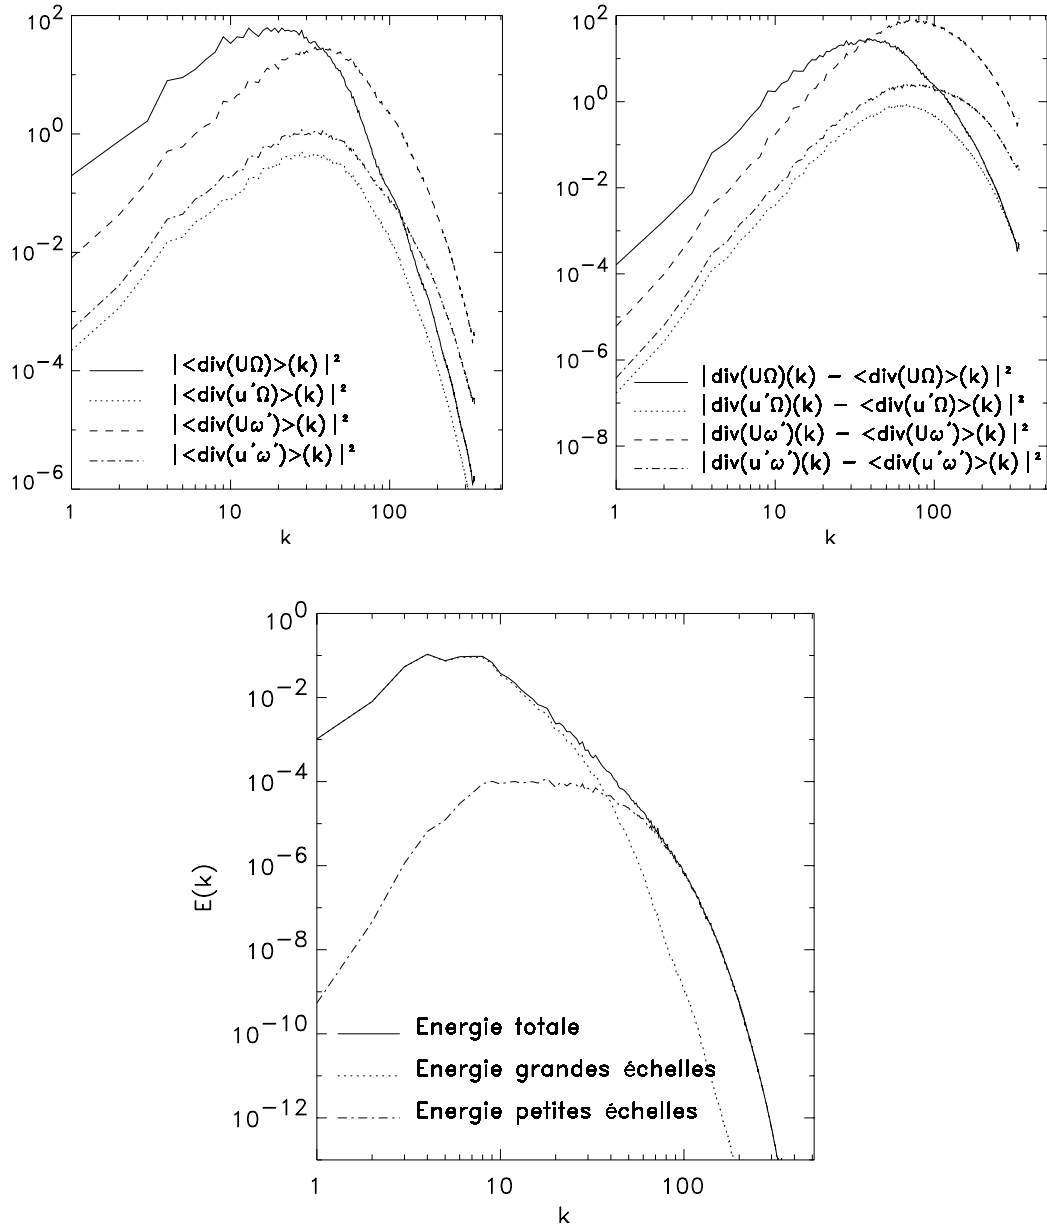 10²
10⁰
10⁻²
10⁻⁴
10⁻⁶
|<div(UΩ)>(k)|²
|<div(u'Ω)>(k)|²
|<div(Uω')>(k)|²
|<div(u'ω')>(k)|²
1 10 100
k
10²
10⁰
10⁻²
10⁻⁴
10⁻⁶
10⁻⁸
|div(UΩ)(k) − <div(UΩ)>(k)|²
|div(u'Ω)(k) − <div(u'Ω)>(k)|²
|div(Uω')(k) − <div(Uω')>(k)|²
|div(u'ω')(k) − <div(u'ω')>(k)|²
1 10 100
k
10⁰
10⁻²
10⁻⁴
10⁻⁶
10⁻⁸
10⁻¹⁰
10⁻¹²
E(k)
Energie totale
Energie grandes échelles
Energie petites échelles
1 10 100
k